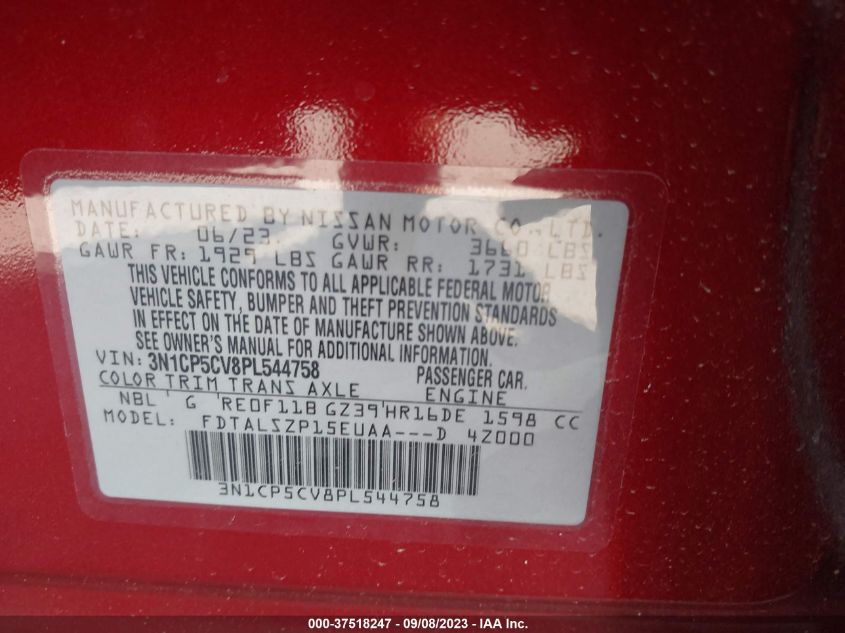 MANUFACTURED BY NISSAN MOTOR CO., LTD.
DATE: 06/23 GVWR: 3660 LBS
GAWR FR: 1929 LBS GAWR RR: 1731 LBS
THIS VEHICLE CONFORMS TO ALL APPLICABLE FEDERAL MOTOR
VEHICLE SAFETY, BUMPER AND THEFT PREVENTION STANDARDS
IN EFFECT ON THE DATE OF MANUFACTURE SHOWN ABOVE.
SEE OWNER'S MANUAL FOR ADDITIONAL INFORMATION.
VIN: 3N1CP5CV8PL544758 PASSENGER CAR.
COLOR TRIM TRANS AXLE ENGINE
NBL G RE0F11B GZ39 HR16DE 1598 CC
MODEL: FDTALSZP15EUAA---D 4Z000
3N1CP5CV8PL544758
000-37518247 - 09/08/2023 - IAA Inc.